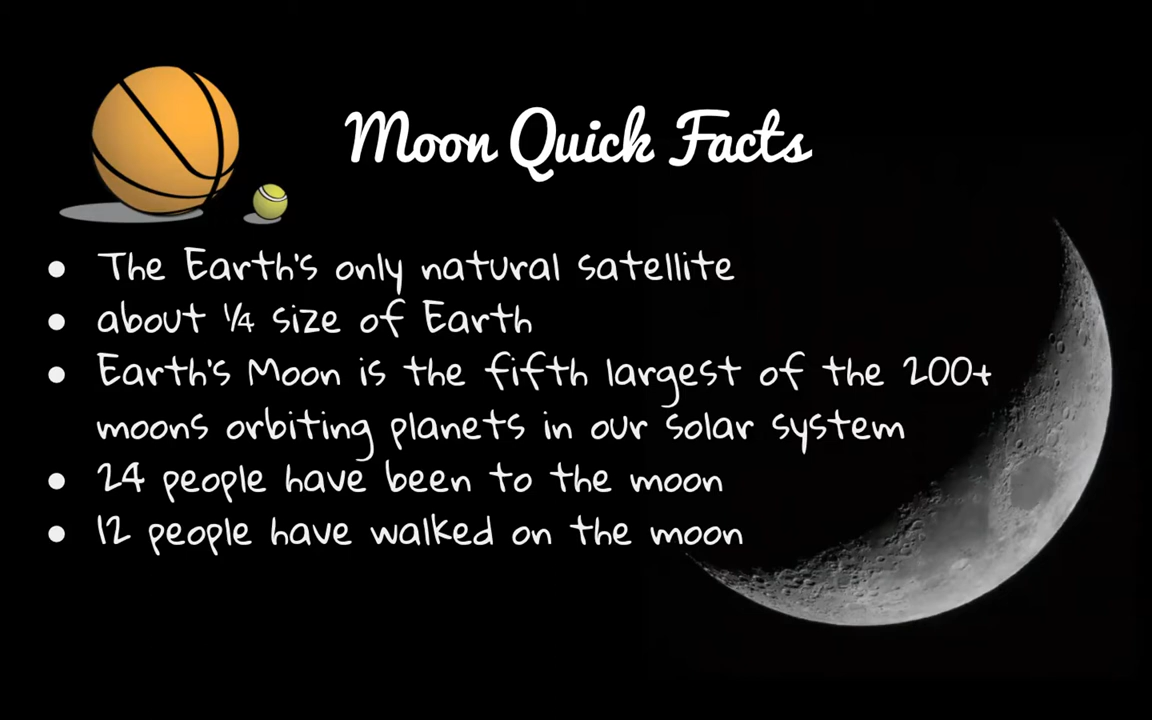 Moon Quick Facts
● The Earth's only natural satellite
● about ¼ size of Earth
● Earth's Moon is the fifth largest of the 200+
moons orbiting planets in our solar system
● 24 people have been to the moon
● 12 people have walked on the moon